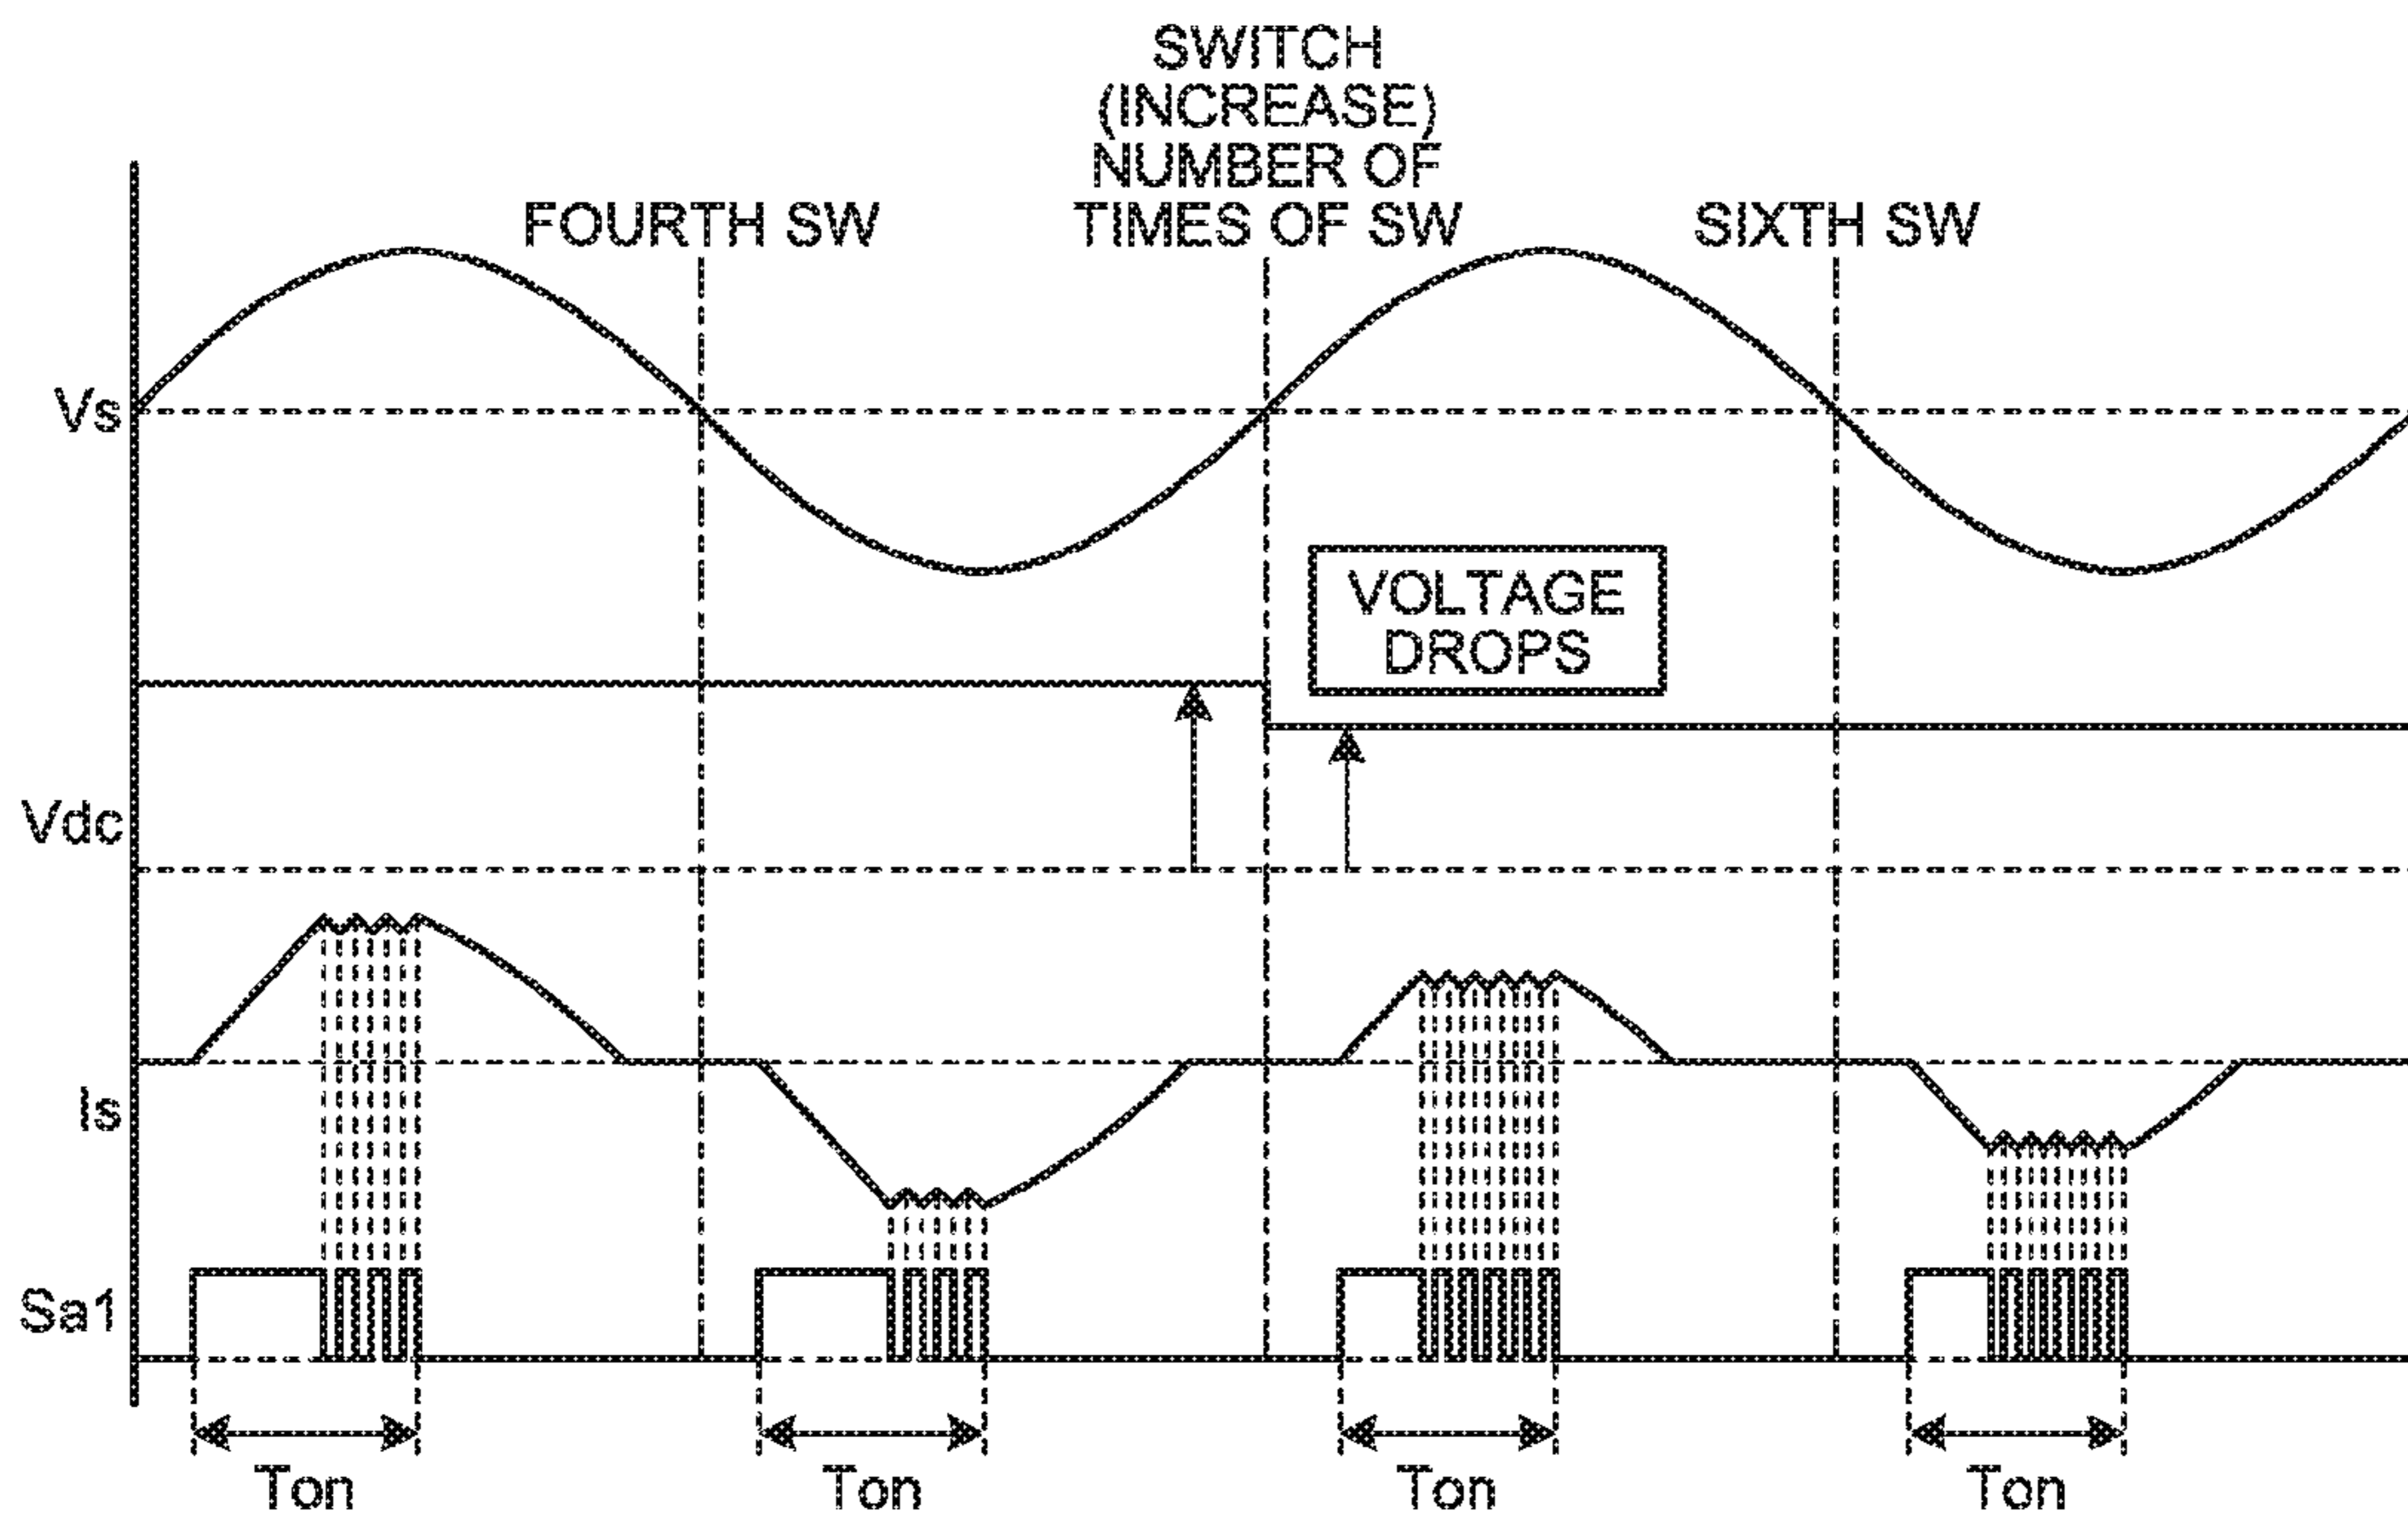 SWITCH
(INCREASE)
NUMBER OF
TIMES OF SW
FOURTH SW
SIXTH SW
Vs
VOLTAGE
DROPS
Vdc
Is
Sa1
Ton
Ton
Ton
Ton